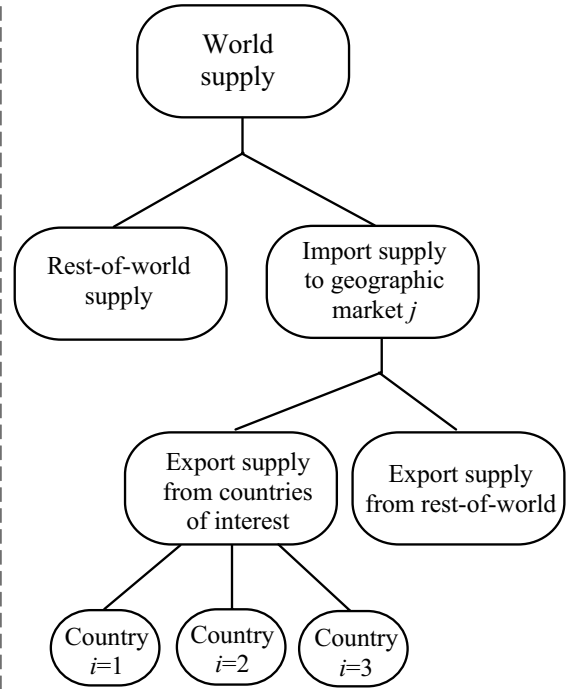 World
supply
Rest-of-world
supply
Import supply
to geographic
market j
Export supply
from countries
of interest
Export supply
from rest-of-world
Country
i=1
Country
i=2
Country
i=3